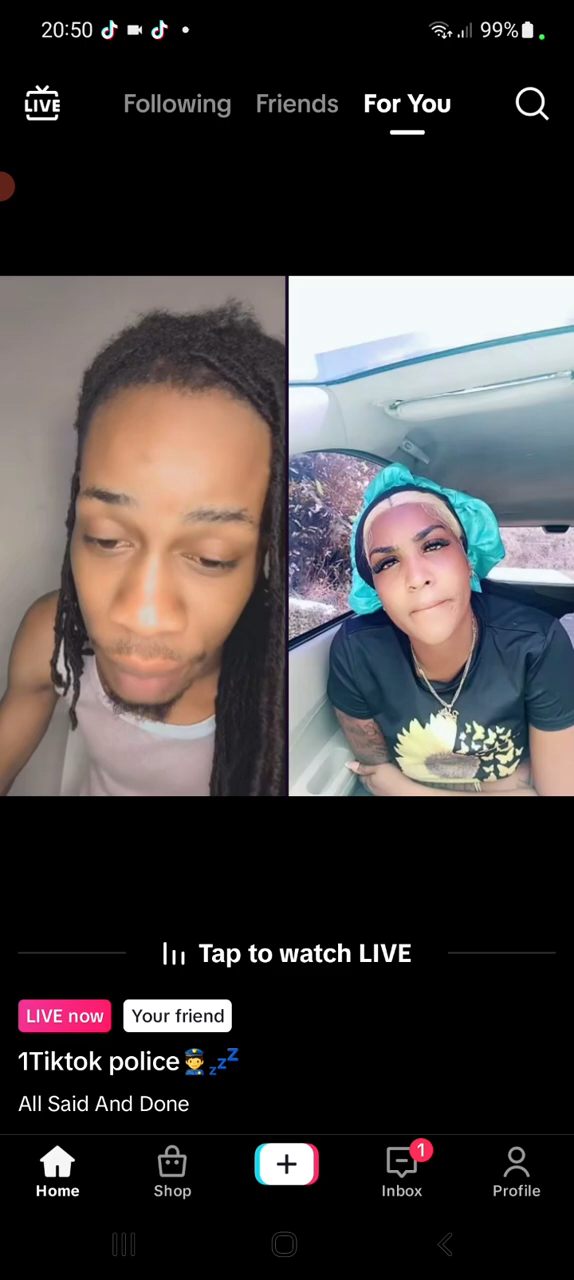 20:50 99%
LIVE Following Friends For You
Tap to watch LIVE
LIVE now Your friend
1Tiktok police👮💤
All Said And Done
1
Home Shop Inbox Profile